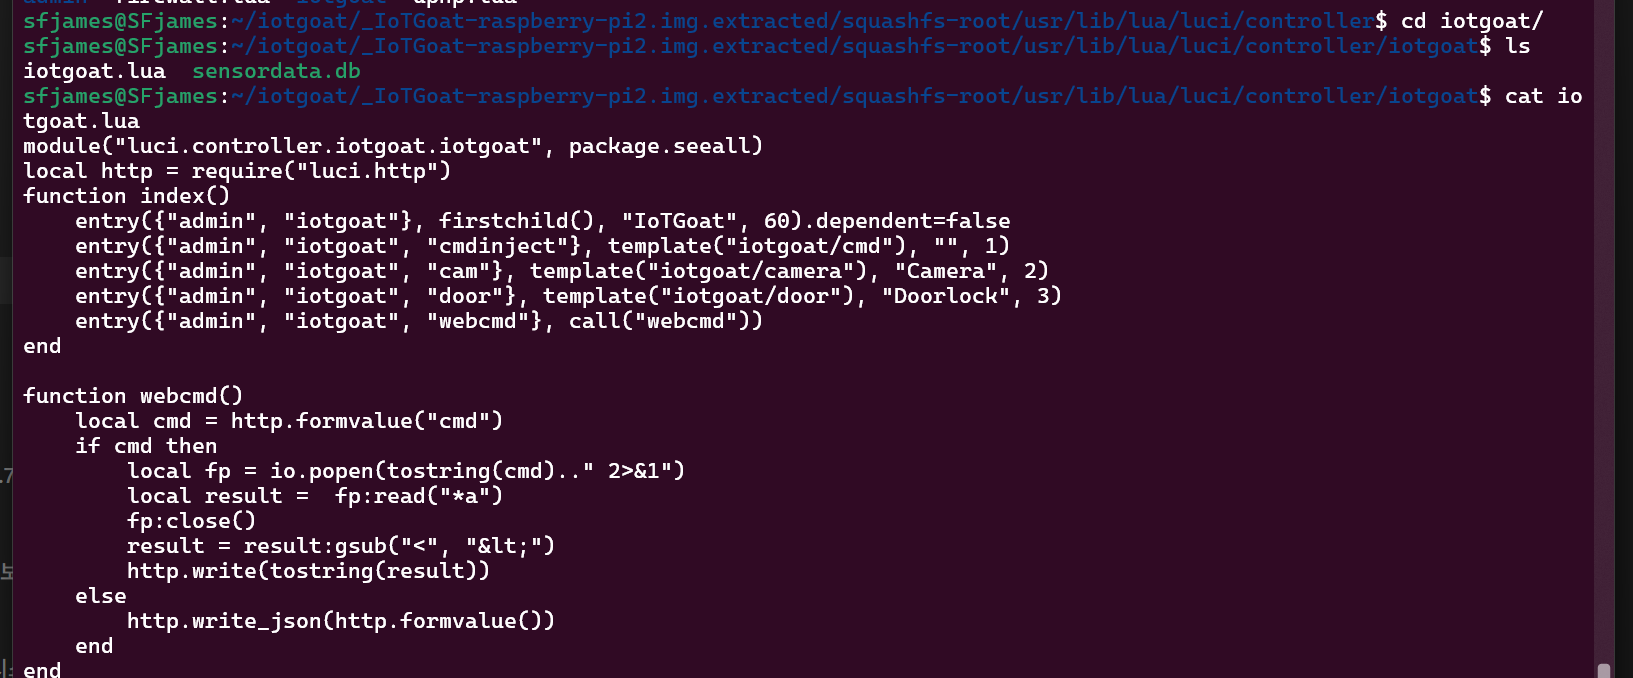 admin firewall.lua iotgoat uphp.lua
sfjames@SFjames:~/iotgoat/_IoTGoat-raspberry-pi2.img.extracted/squashfs-root/usr/lib/lua/luci/controller$ cd iotgoat/
sfjames@SFjames:~/iotgoat/_IoTGoat-raspberry-pi2.img.extracted/squashfs-root/usr/lib/lua/luci/controller/iotgoat$ ls
iotgoat.lua  sensordata.db
sfjames@SFjames:~/iotgoat/_IoTGoat-raspberry-pi2.img.extracted/squashfs-root/usr/lib/lua/luci/controller/iotgoat$ cat io
tgoat.lua
module("luci.controller.iotgoat.iotgoat", package.seeall)
local http = require("luci.http")
function index()
    entry({"admin", "iotgoat"}, firstchild(), "IoTGoat", 60).dependent=false
    entry({"admin", "iotgoat", "cmdinject"}, template("iotgoat/cmd"), "", 1)
    entry({"admin", "iotgoat", "cam"}, template("iotgoat/camera"), "Camera", 2)
    entry({"admin", "iotgoat", "door"}, template("iotgoat/door"), "Doorlock", 3)
    entry({"admin", "iotgoat", "webcmd"}, call("webcmd"))
end

function webcmd()
    local cmd = http.formvalue("cmd")
    if cmd then
        local fp = io.popen(tostring(cmd).." 2>&1")
        local result =  fp:read("*a")
        fp:close()
        result = result:gsub("<", "&lt;")
        http.write(tostring(result))
    else
        http.write_json(http.formvalue())
    end
end